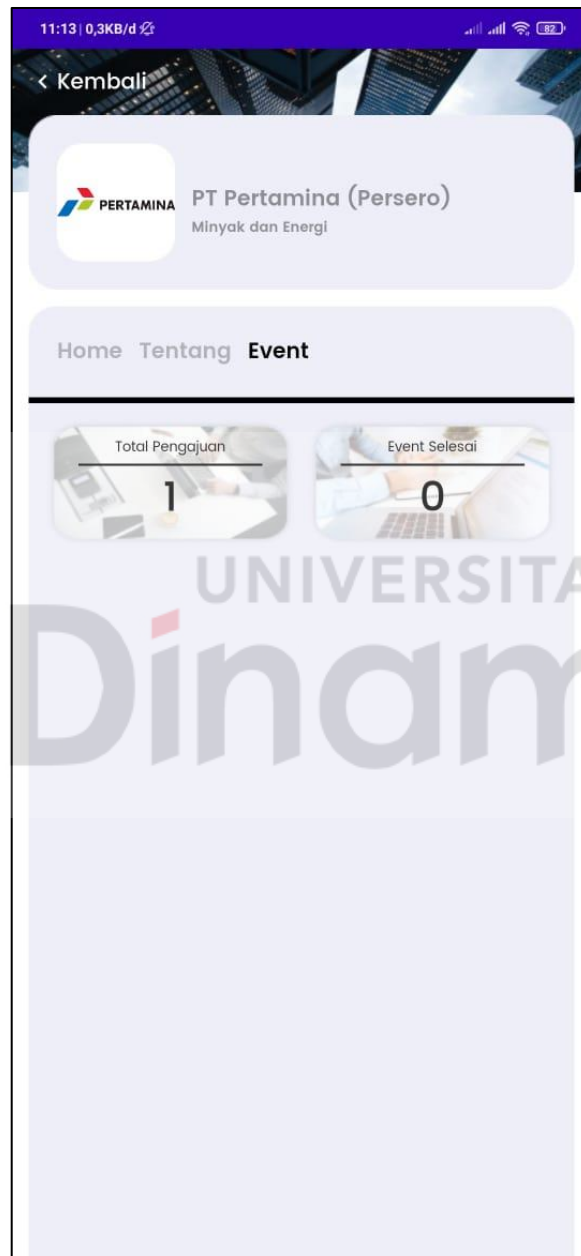 11:13 | 0,3KB/d
82
< Kembali
PERTAMINA
PT Pertamina (Persero)
Minyak dan Energi
Home Tentang Event
Total Pengajuan
1
Event Selesai
0
UNIVERSITA
Dinam